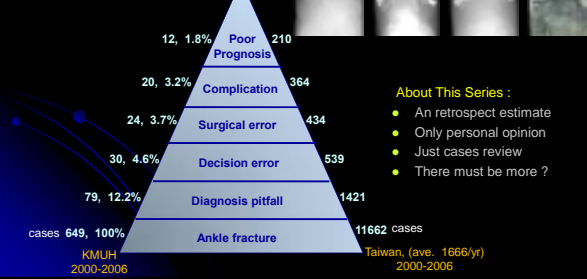 12, 1.8% Poor Prognosis 210
20, 3.2% Complication 364
24, 3.7% Surgical error 434
30, 4.6% Decision error 539
79, 12.2% Diagnosis pitfall 1421
cases 649, 100% Ankle fracture 11662 cases
KMUH
2000-2006
Taiwan, (ave. 1666/yr)
2000-2006
About This Series :
● An retrospect estimate
● Only personal opinion
● Just cases review
● There must be more ?